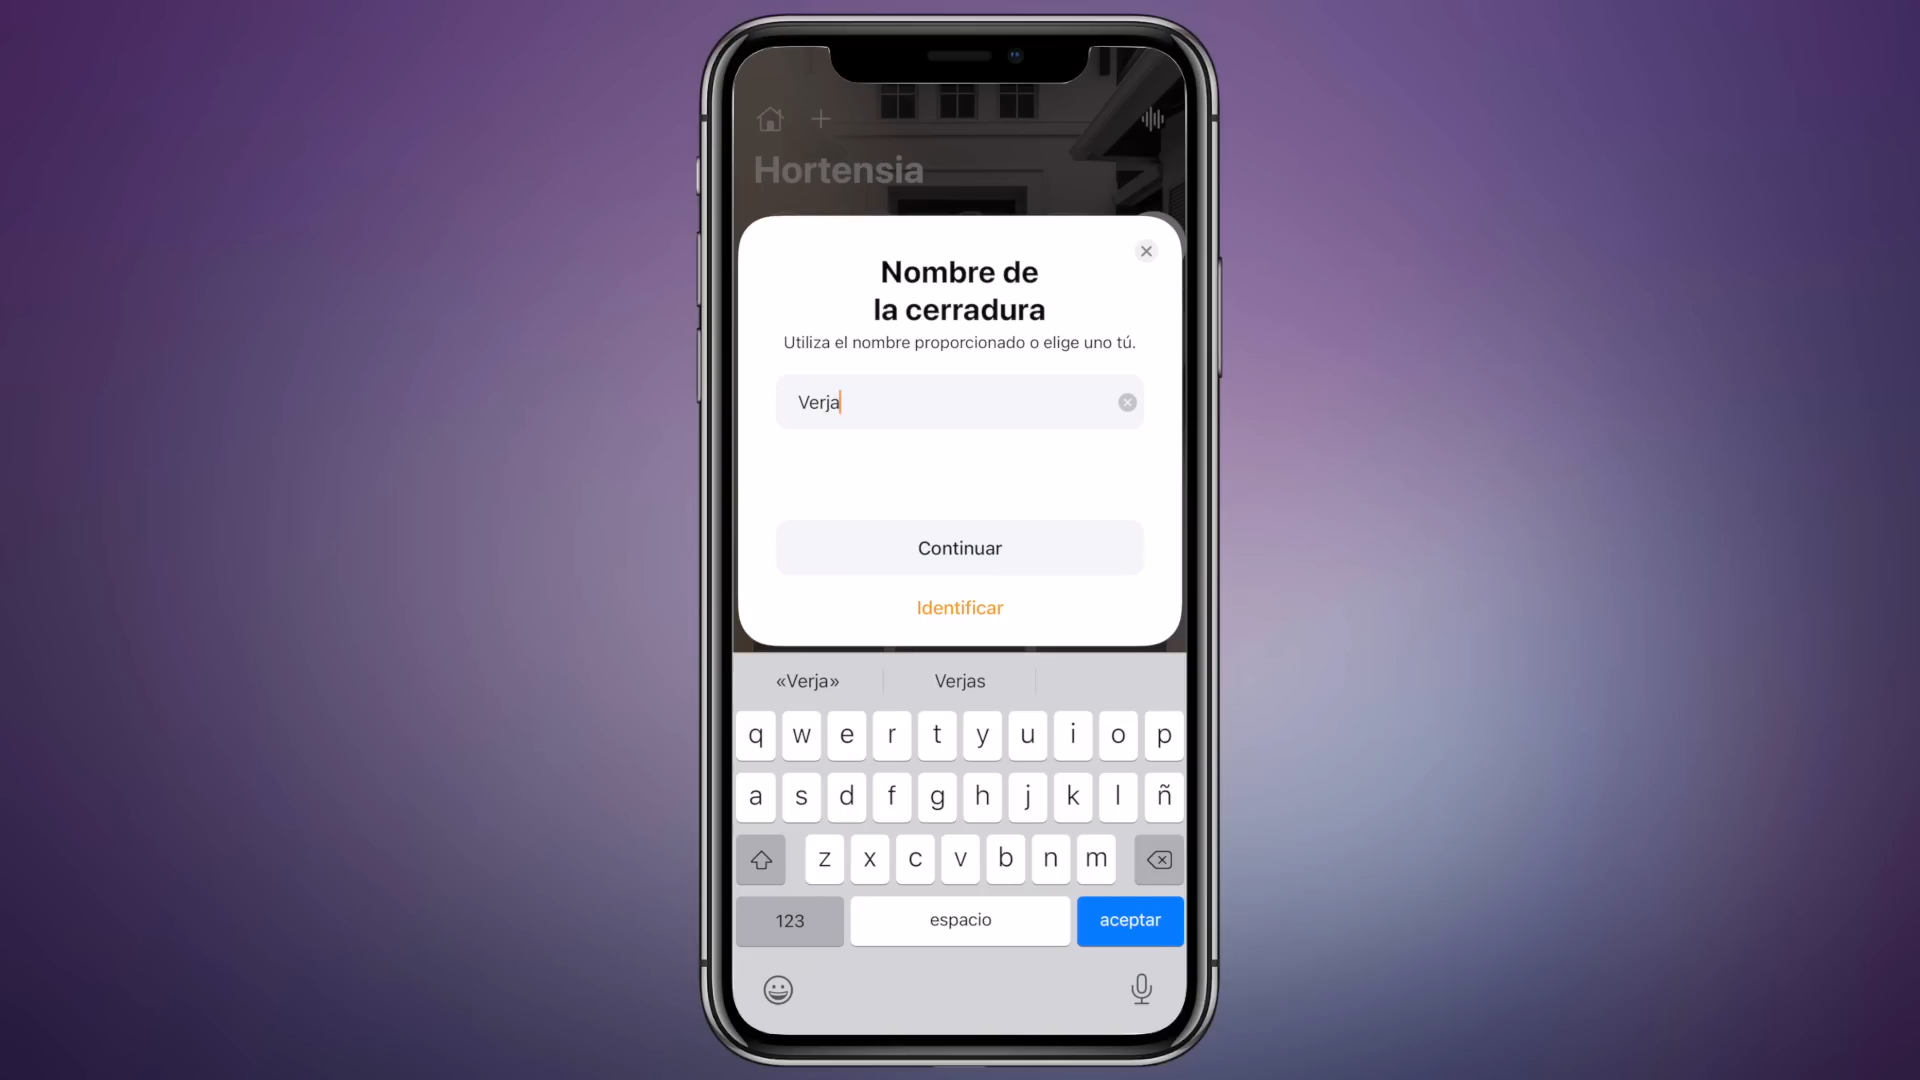 Hortensia
Nombre de
la cerradura
Utiliza el nombre proporcionado o elige uno tú.
Verja
Continuar
Identificar
«Verja» Verjas
q w e r t y u i o p
a s d f g h j k l ñ
z x c v b n m
123 espacio aceptar